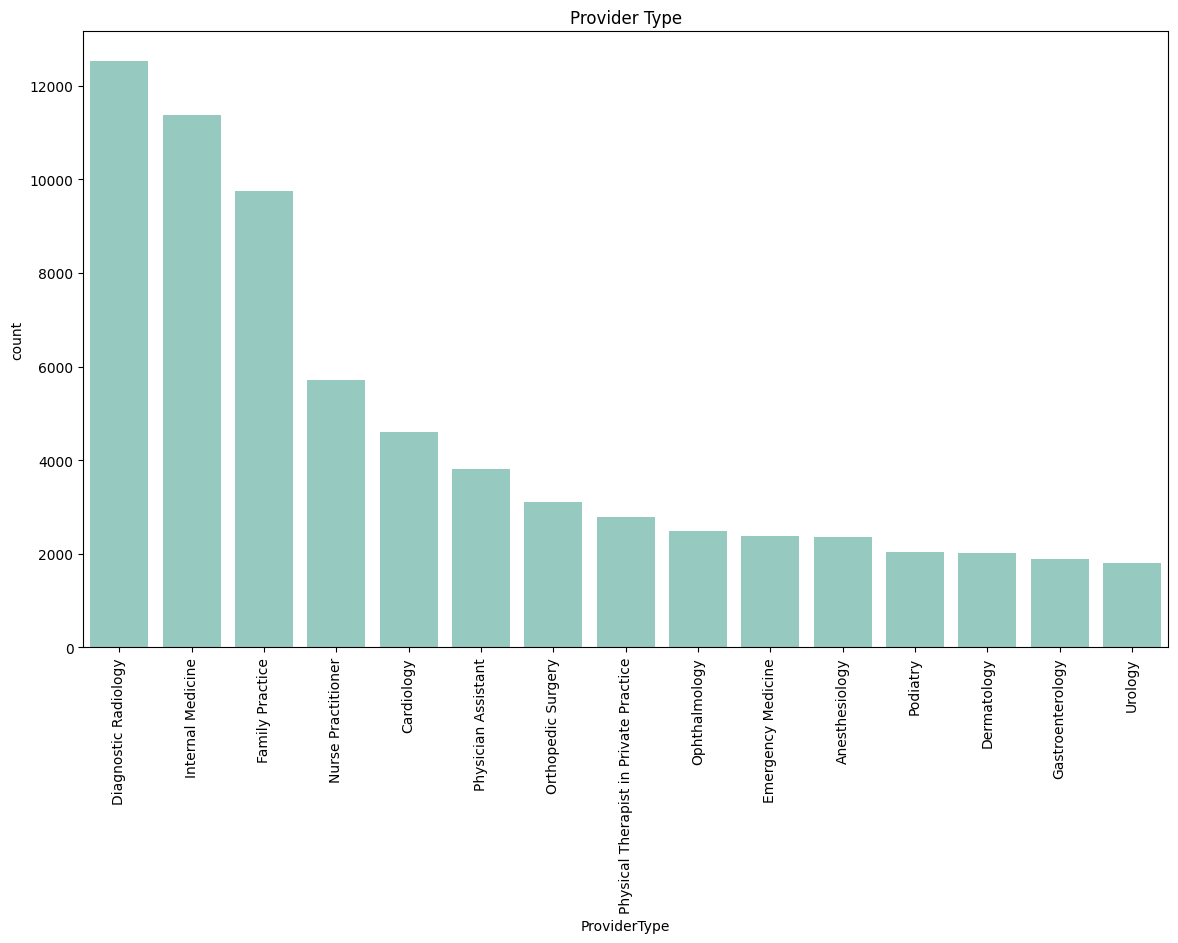 Provider Type
12000
10000
8000
6000
4000
2000
0
count
Diagnostic Radiology
Internal Medicine
Family Practice
Nurse Practitioner
Cardiology
Physician Assistant
Orthopedic Surgery
Physical Therapist in Private Practice
Ophthalmology
Emergency Medicine
Anesthesiology
Podiatry
Dermatology
Gastroenterology
Urology
ProviderType